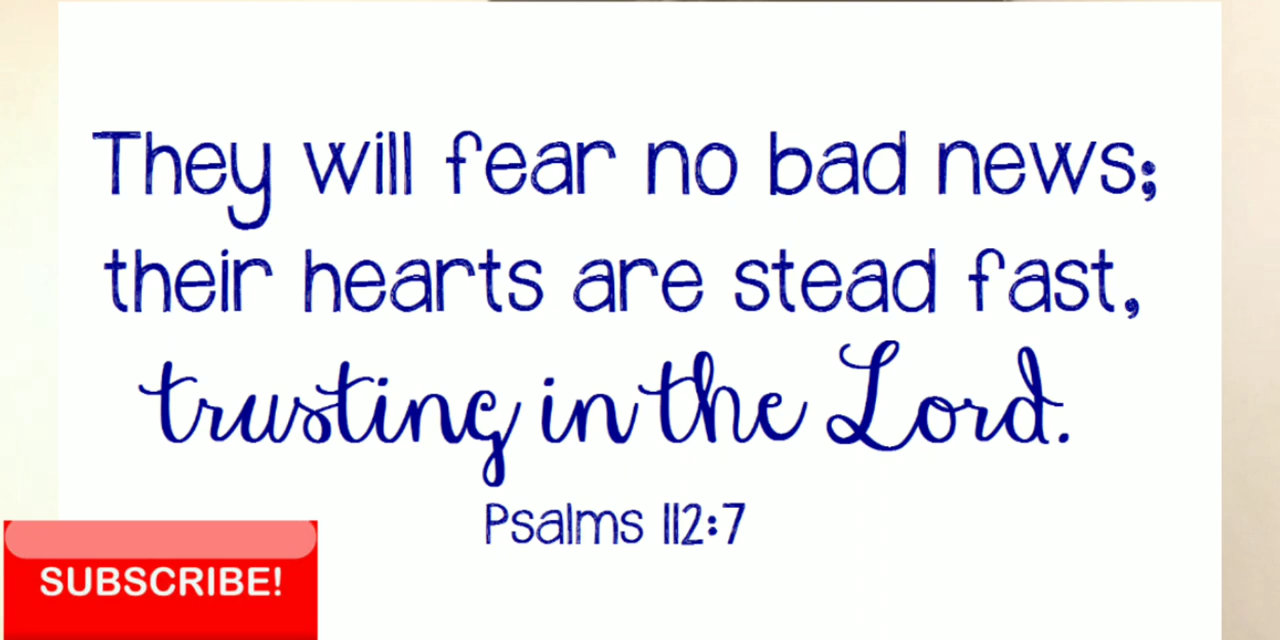 They will fear no bad news;
their hearts are stead fast,
trusting in the Lord.
Psalms 112:7
SUBSCRIBE!